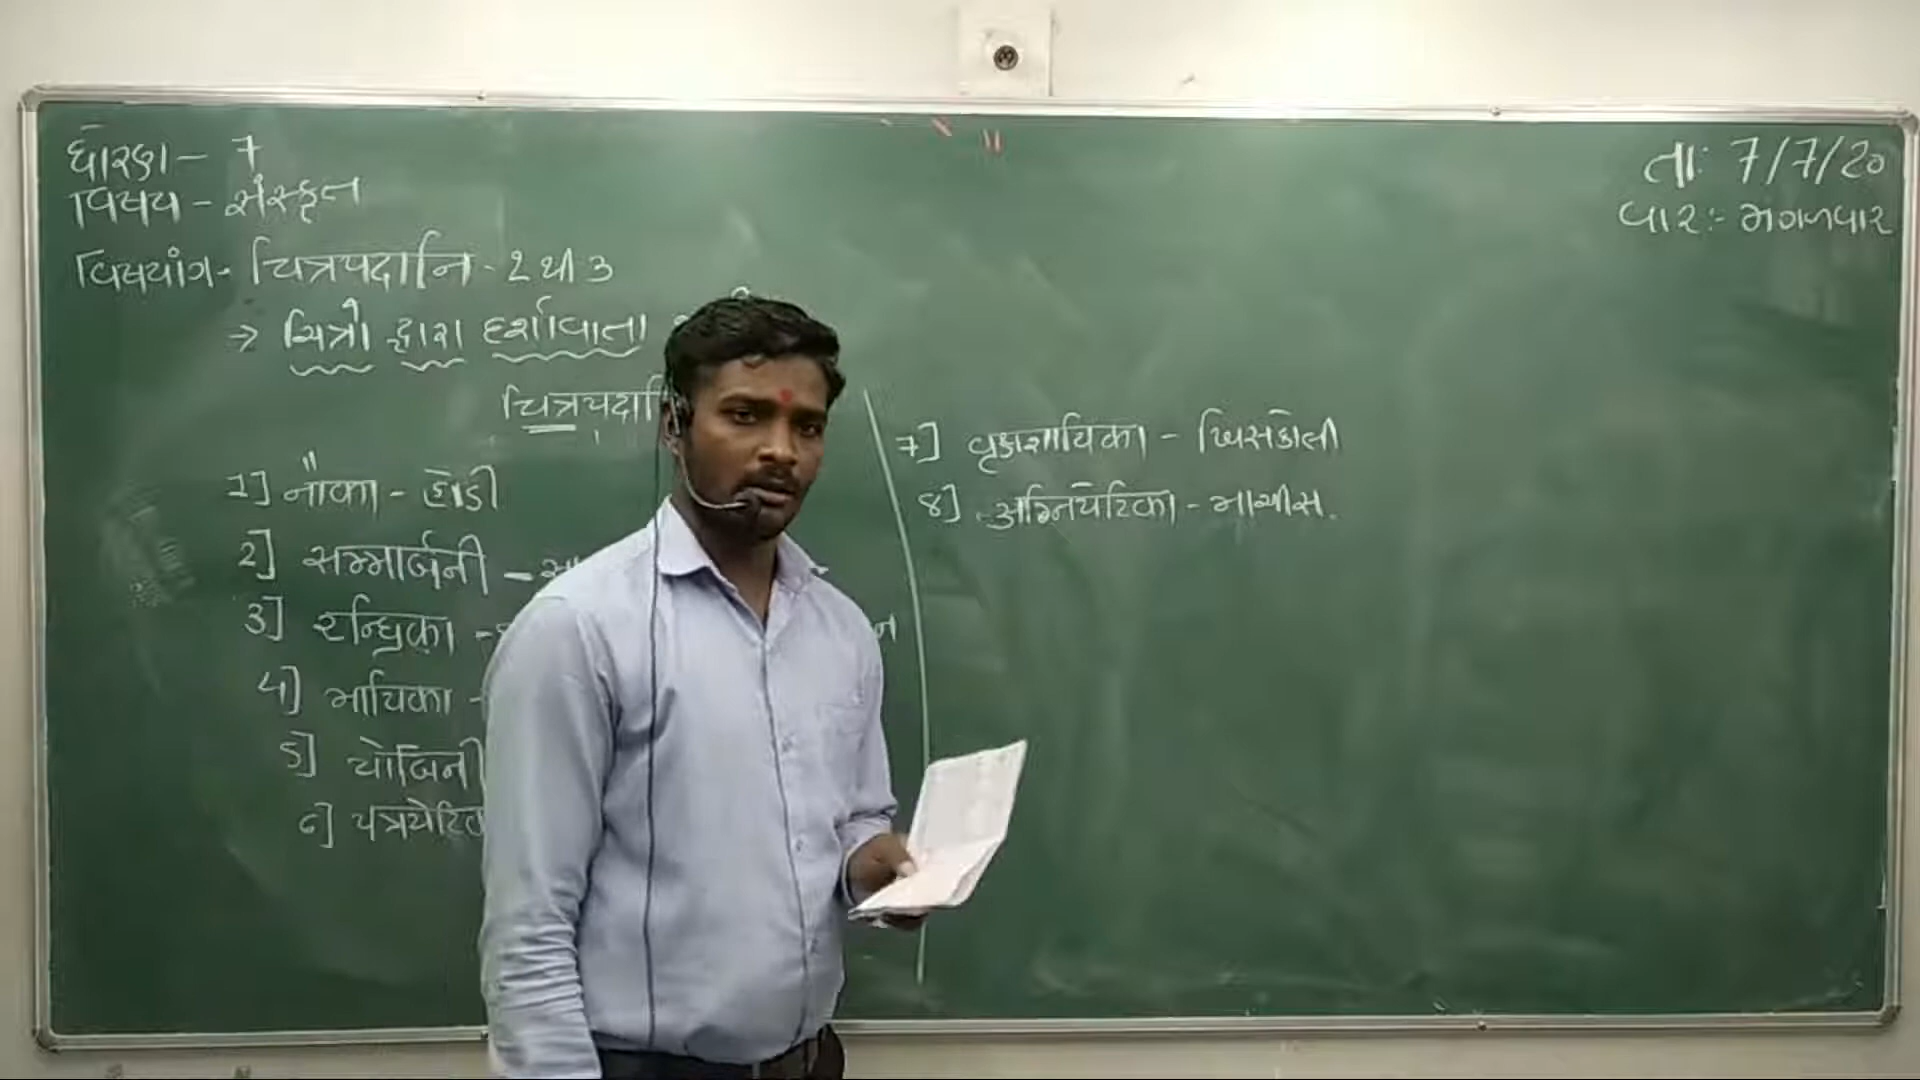 ધોરણ - 7
વિષય - સંસ્કૃત
વિષયાંગ - चित्रपदानि - 2 થી 3
→ ચિત્રો દ્વારા દર્શાવાતા
चित्रपदा
1] नौका - હોડી
2] सम्मार्जनी -
3] रन्ध्रिका -
4] मापिका -
5] योजिनी
6] पत्रपेटि
7] वृक्षशायिका - ખિસકોલી
8] अग्निपेटिका - માચીસ.
તા: 7/7/20
વાર:- મંગળવાર